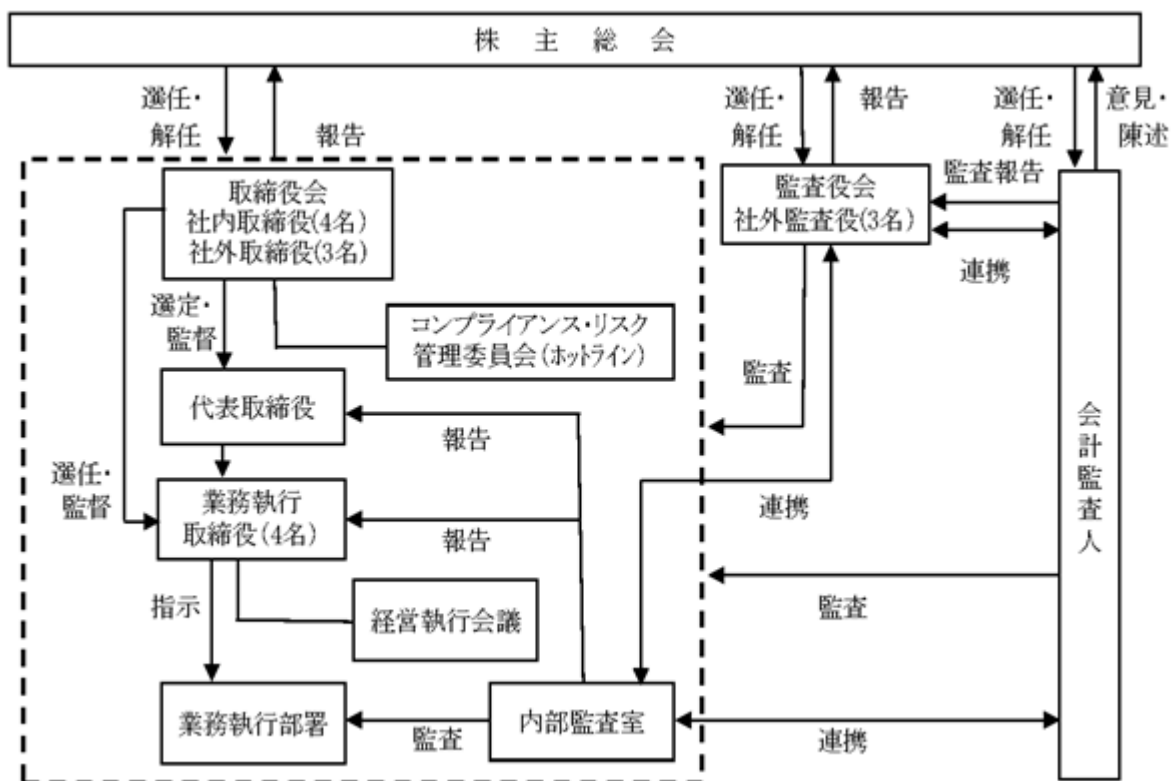 株主総会
選任・
解任
報告
選任・
解任
報告
選任・
解任
意見・
陳述
取締役会
社内取締役(4名)
社外取締役(3名)
監査役会
社外監査役(3名)
監査報告
連携
選定・
監督
コンプライアンス・リスク
管理委員会(ホットライン)
監査
代表取締役
報告
会計監査人
選任・
監督
業務執行
取締役(4名)
報告
連携
指示
経営執行会議
監査
業務執行部署
監査
内部監査室
連携